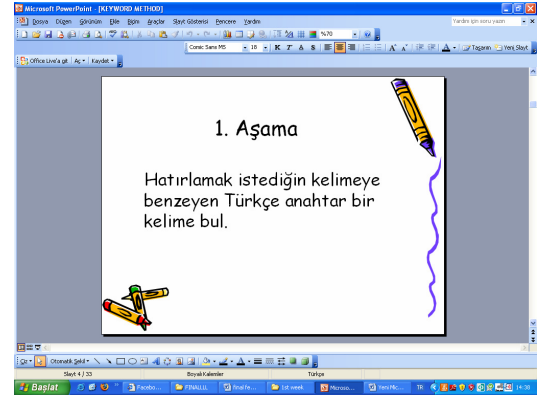 Microsoft PowerPoint - [KEYWORD METHOD]
Dosya Düzen Görünüm Ekle Biçim Araçlar Slayt Gösterisi Pencere Yardım
Yardım için soru yazın
%70
Comic Sans MS 18 K T A S Tasarım Yeni Slayt
Office Live'a git Aç Kaydet
1. Aşama
Hatırlamak istediğin kelimeye
benzeyen Türkçe anahtar bir
kelime bul.
Çiz Otomatik Şekil
Slayt 4 / 33 Boyalı Kalemler Türkçe
Başlat Facebo... FINALLLL final fe... 1st week Microso... Yeni Mic... TR 14:38